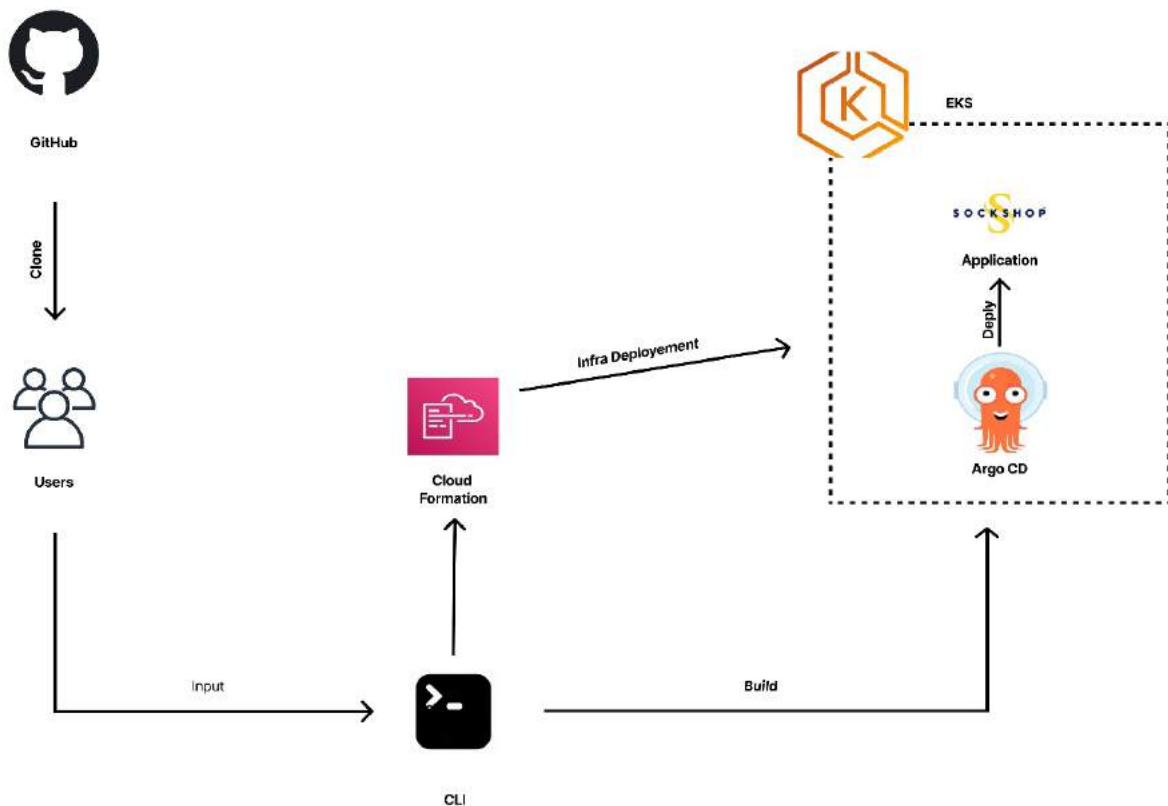 GitHub
EKS
SOCKSHOP
Application
Clone
Deply
Infra Deployement
Users
Cloud
Formation
Argo CD
Input
Build
CLI